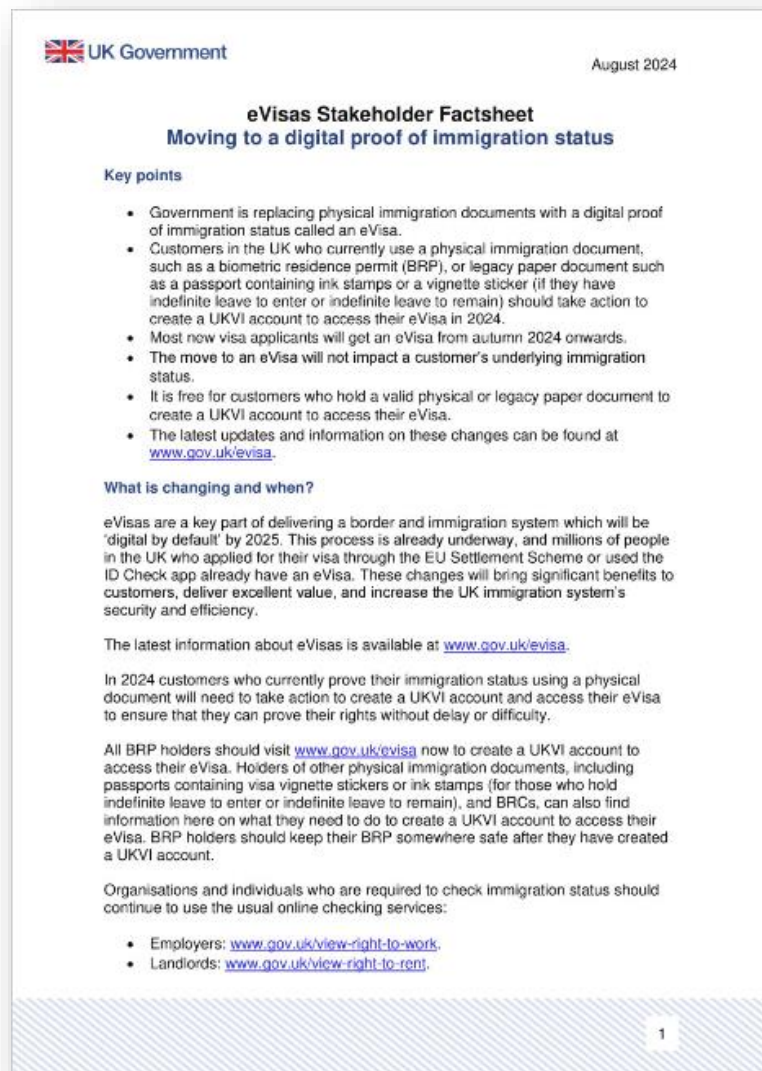 UK Government
August 2024
eVisas Stakeholder Factsheet
Moving to a digital proof of immigration status
Key points
• Government is replacing physical immigration documents with a digital proof
of immigration status called an eVisa.
• Customers in the UK who currently use a physical immigration document,
such as a biometric residence permit (BRP), or legacy paper document such
as a passport containing ink stamps or a vignette sticker (if they have
indefinite leave to enter or indefinite leave to remain) should take action to
create a UKVI account to access their eVisa in 2024.
• Most new visa applicants will get an eVisa from autumn 2024 onwards.
• The move to an eVisa will not impact a customer's underlying immigration
status.
• It is free for customers who hold a valid physical or legacy paper document to
create a UKVI account to access their eVisa.
• The latest updates and information on these changes can be found at
www.gov.uk/evisa.
What is changing and when?
eVisas are a key part of delivering a border and immigration system which will be
'digital by default' by 2025. This process is already underway, and millions of people
in the UK who applied for their visa through the EU Settlement Scheme or used the
ID Check app already have an eVisa. These changes will bring significant benefits to
customers, deliver excellent value, and increase the UK immigration system's
security and efficiency.
The latest information about eVisas is available at www.gov.uk/evisa.
In 2024 customers who currently prove their immigration status using a physical
document will need to take action to create a UKVI account and access their eVisa
to ensure that they can prove their rights without delay or difficulty.
All BRP holders should visit www.gov.uk/evisa now to create a UKVI account to
access their eVisa. Holders of other physical immigration documents, including
passports containing visa vignette stickers or ink stamps (for those who hold
indefinite leave to enter or indefinite leave to remain), and BRCs, can also find
information here on what they need to do to create a UKVI account to access their
eVisa. BRP holders should keep their BRP somewhere safe after they have created
a UKVI account.
Organisations and individuals who are required to check immigration status should
continue to use the usual online checking services:
• Employers: www.gov.uk/view-right-to-work.
• Landlords: www.gov.uk/view-right-to-rent.
1